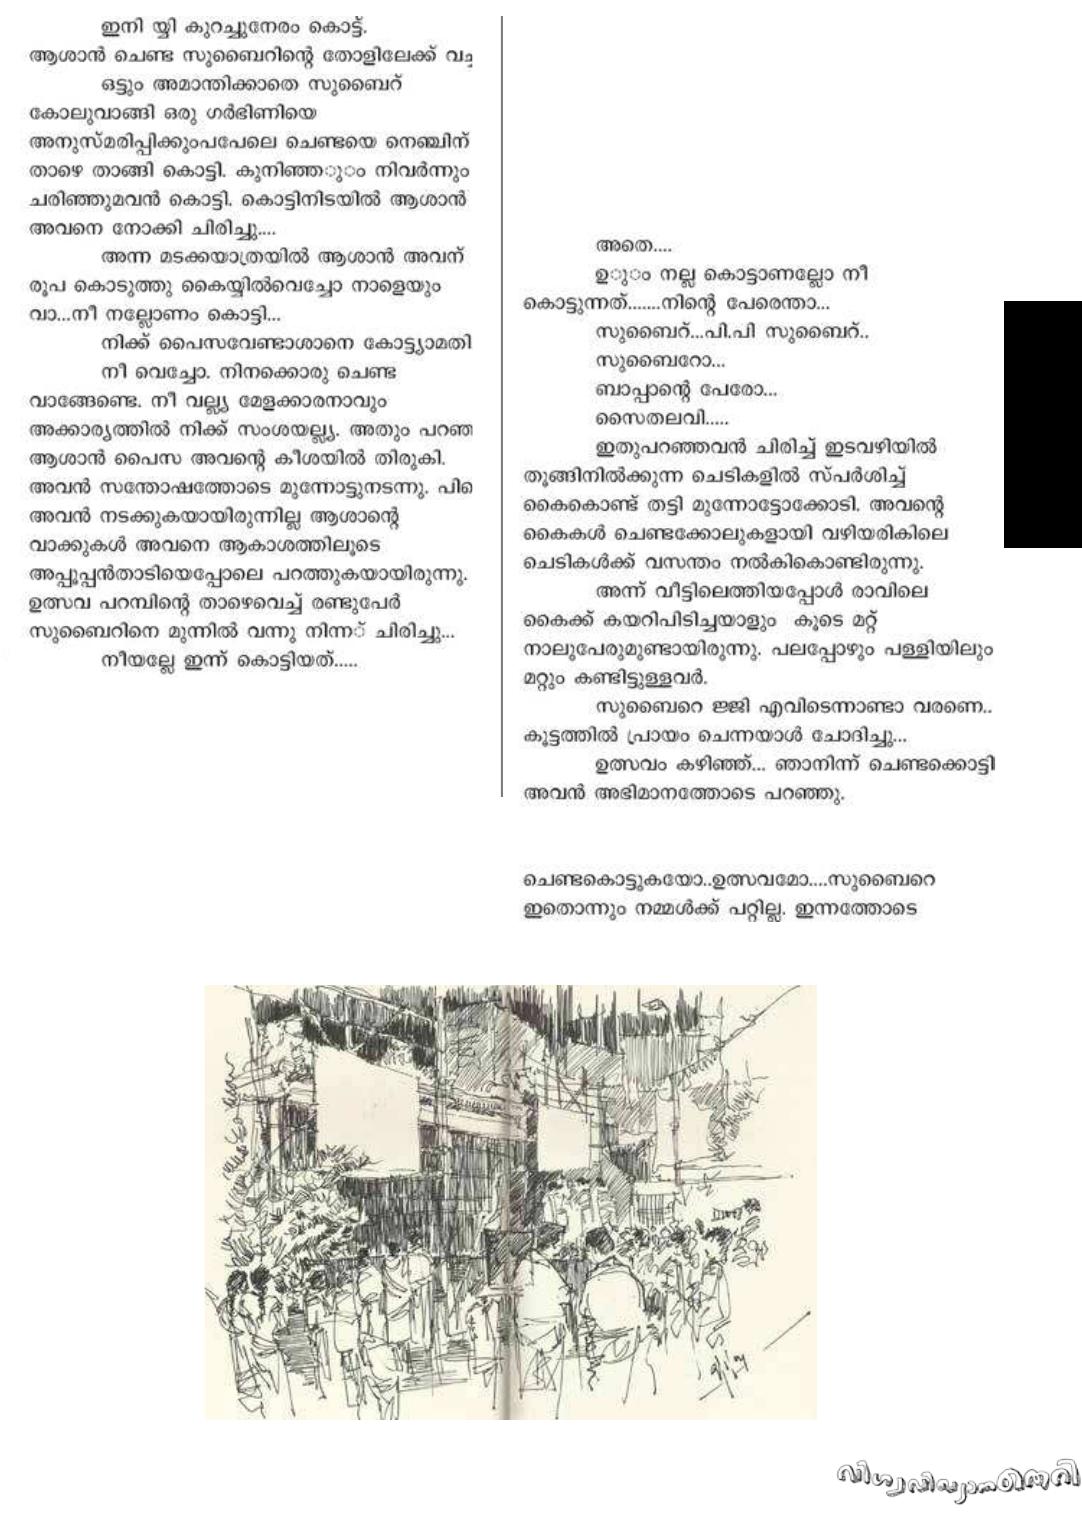 ഇനി യ്യി കുറച്ചുനേരം കൊട്ട്.
ആശാൻ ചെണ്ട സുബൈറിന്റെ തോളിലേക്ക് വച്ച
ഒട്ടും അമാന്തിക്കാതെ സുബൈറ്
കോലുവാങ്ങി ഒരു ഗർഭിണിയെ
അനുസ്മരിപ്പിക്കുംപപേലെ ചെണ്ടയെ നെഞ്ചിന്
താഴെ താങ്ങി കൊട്ടി. കുനിഞ്ഞുും നിവർന്നും
ചരിഞ്ഞുമവൻ കൊട്ടി. കൊട്ടിനിടയിൽ ആശാൻ
അവനെ നോക്കി ചിരിച്ചു....
അന്ന മടക്കയാത്രയിൽ ആശാൻ അവന്
രൂപ കൊടുത്തു കൈയ്യിൽവെച്ചോ നാളെയും
വാ...നീ നല്ലോണം കൊട്ടി...
നിക്ക് പൈസവേണ്ടാശാനെ കോട്ട്യാമതി
നീ വെച്ചോ. നിനക്കൊരു ചെണ്ട
വാങ്ങേണ്ടെ. നീ വല്ല്യ മേളക്കാരനാവും
അക്കാര്യത്തിൽ നിക്ക് സംശയല്ല്യ. അതും പറഞ
ആശാൻ പൈസ അവന്റെ കീശയിൽ തിരുകി.
അവൻ സന്തോഷത്തോടെ മുന്നോട്ടുനടന്നു. പി
അവൻ നടക്കുകയായിരുന്നില്ല ആശാന്റെ
വാക്കുകൾ അവനെ ആകാശത്തിലൂടെ
അപ്പൂപ്പൻതാടിയെപ്പോലെ പറത്തുകയായിരുന്നു.
ഉത്സവ പറമ്പിന്റെ താഴെവെച്ച് രണ്ടുപേർ
സുബൈറിനെ മുന്നിൽ വന്നു നിന്ന് ചിരിച്ചു...
നീയല്ലേ ഇന്ന് കൊട്ടിയത്.....
അതെ....
ഉുും നല്ല കൊട്ടാണല്ലോ നീ
കൊട്ടുന്നത്.......നിന്റെ പേരെന്താ...
സുബൈറ്...പി.പി സുബൈറ്..
സുബൈറോ...
ബാപ്പാന്റെ പേരോ...
സൈതലവി.....
ഇതുപറഞ്ഞവൻ ചിരിച്ച് ഇടവഴിയിൽ
തൂങ്ങിനിൽക്കുന്ന ചെടികളിൽ സ്പർശിച്ച്
കൈകൊണ്ട് തട്ടി മുന്നോട്ടോക്കോടി. അവന്റെ
കൈകൾ ചെണ്ടക്കോലുകളായി വഴിയരികിലെ
ചെടികൾക്ക് വസന്തം നൽകികൊണ്ടിരുന്നു.
അന്ന് വീട്ടിലെത്തിയപ്പോൾ രാവിലെ
കൈക്ക് കയറിപിടിച്ചയാളും കൂടെ മറ്റ്
നാലുപേരുമുണ്ടായിരുന്നു. പലപ്പോഴും പള്ളിയിലും
മറ്റും കണ്ടിട്ടുള്ളവർ.
സുബൈറെ ജ്ജി എവിടെന്നാണ്ടാ വരണെ..
കൂട്ടത്തിൽ പ്രായം ചെന്നയാൾ ചോദിച്ചു...
ഉത്സവം കഴിഞ്ഞ്... ഞാനിന്ന് ചെണ്ടക്കൊട്ടി
അവൻ അഭിമാനത്തോടെ പറഞ്ഞു.
ചെണ്ടകൊട്ടുകയോ..ഉത്സവമോ....സുബൈറെ
ഇതൊന്നും നമ്മൾക്ക് പറ്റില്ല. ഇന്നത്തോടെ